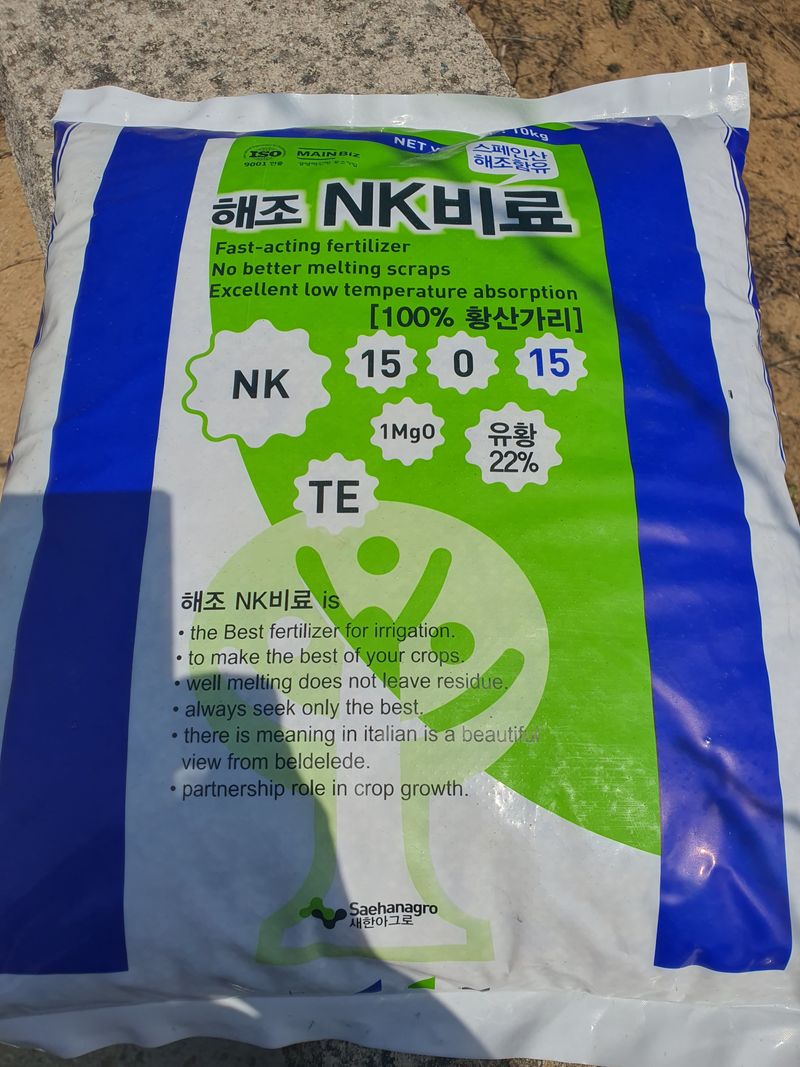 NET 10kg
ISO
9001 인증
MAINBiz
스페인산
해조함유
해조 NK비료
Fast-acting fertilizer
No better melting scraps
Excellent low temperature absorption
[100% 황산가리]
NK 15 0 15
1MgO
유황
22%
TE
해조 NK비료 is
• the Best fertilizer for irrigation.
• to make the best of your crops.
• well melting does not leave residue.
• always seek only the best.
• there is meaning in italian is a beautiful
view from beldelede.
• partnership role in crop growth.
Saehanagro
새한아그로